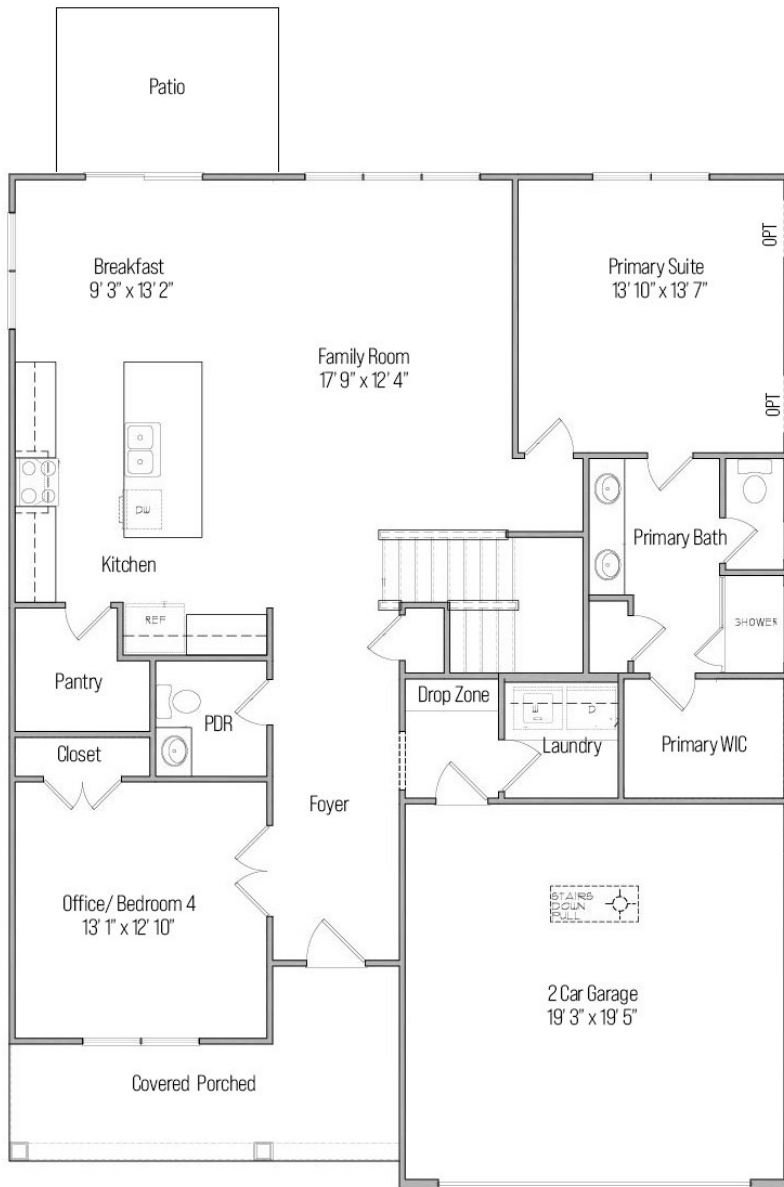 Patio
Breakfast
9' 3" x 13' 2"
Primary Suite
13' 10" x 13' 7"
OPT
OPT
Family Room
17' 9" x 12' 4"
DW
Kitchen
Primary Bath
REF
SHOWER
Pantry
PDR
Drop Zone
W
D
Laundry
Primary WIC
Closet
Foyer
Office/ Bedroom 4
13' 1" x 12' 10"
STAIRS
DOWN
PULL
2 Car Garage
19' 3" x 19' 5"
Covered Porched